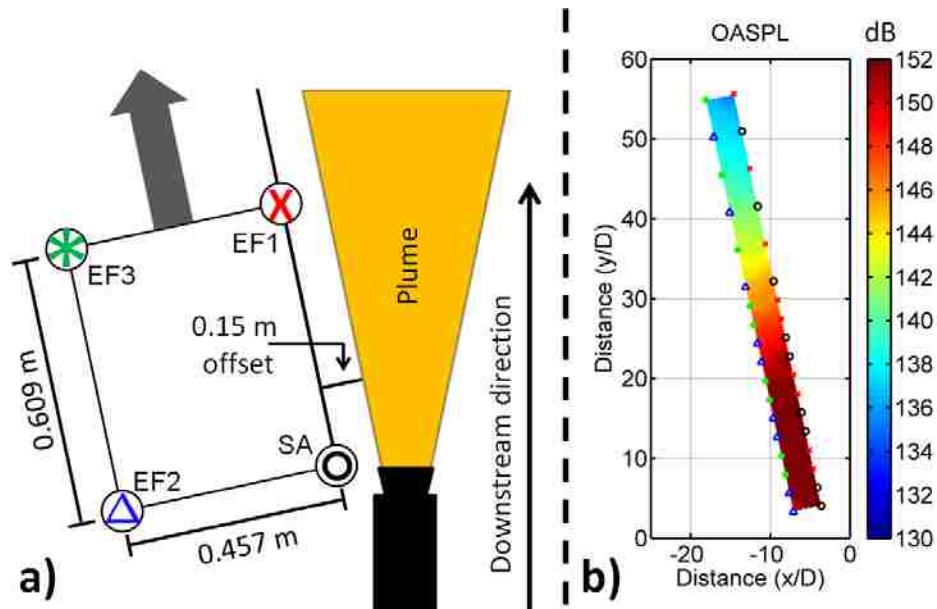 EF1
EF3
0.15 m
offset
Plume
Downstream direction
0.609 m
SA
EF2
0.457 m
a)
OASPL
dB
Distance (y/D)
60
50
40
30
20
10
0
-20
-10
0
Distance (x/D)
152
150
148
146
144
142
140
138
136
134
132
130
b)